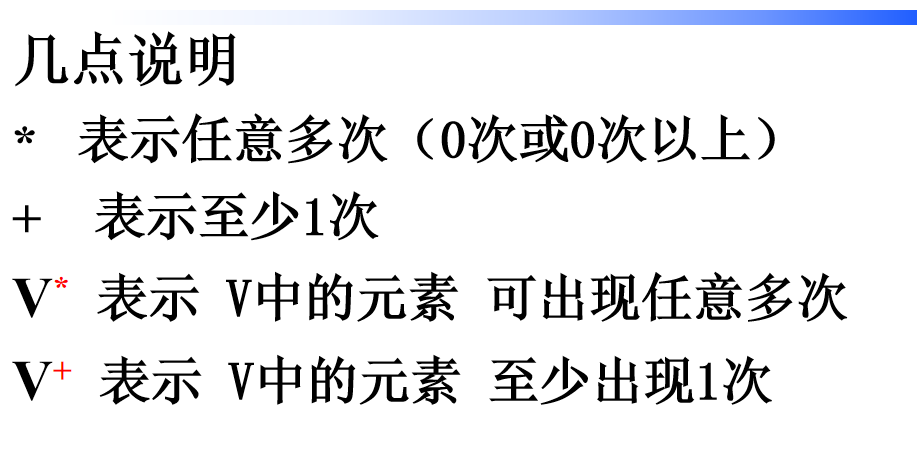 几点说明
* 表示任意多次（0次或0次以上）
+ 表示至少1次
V* 表示 V中的元素 可出现任意多次
V+ 表示 V中的元素 至少出现1次